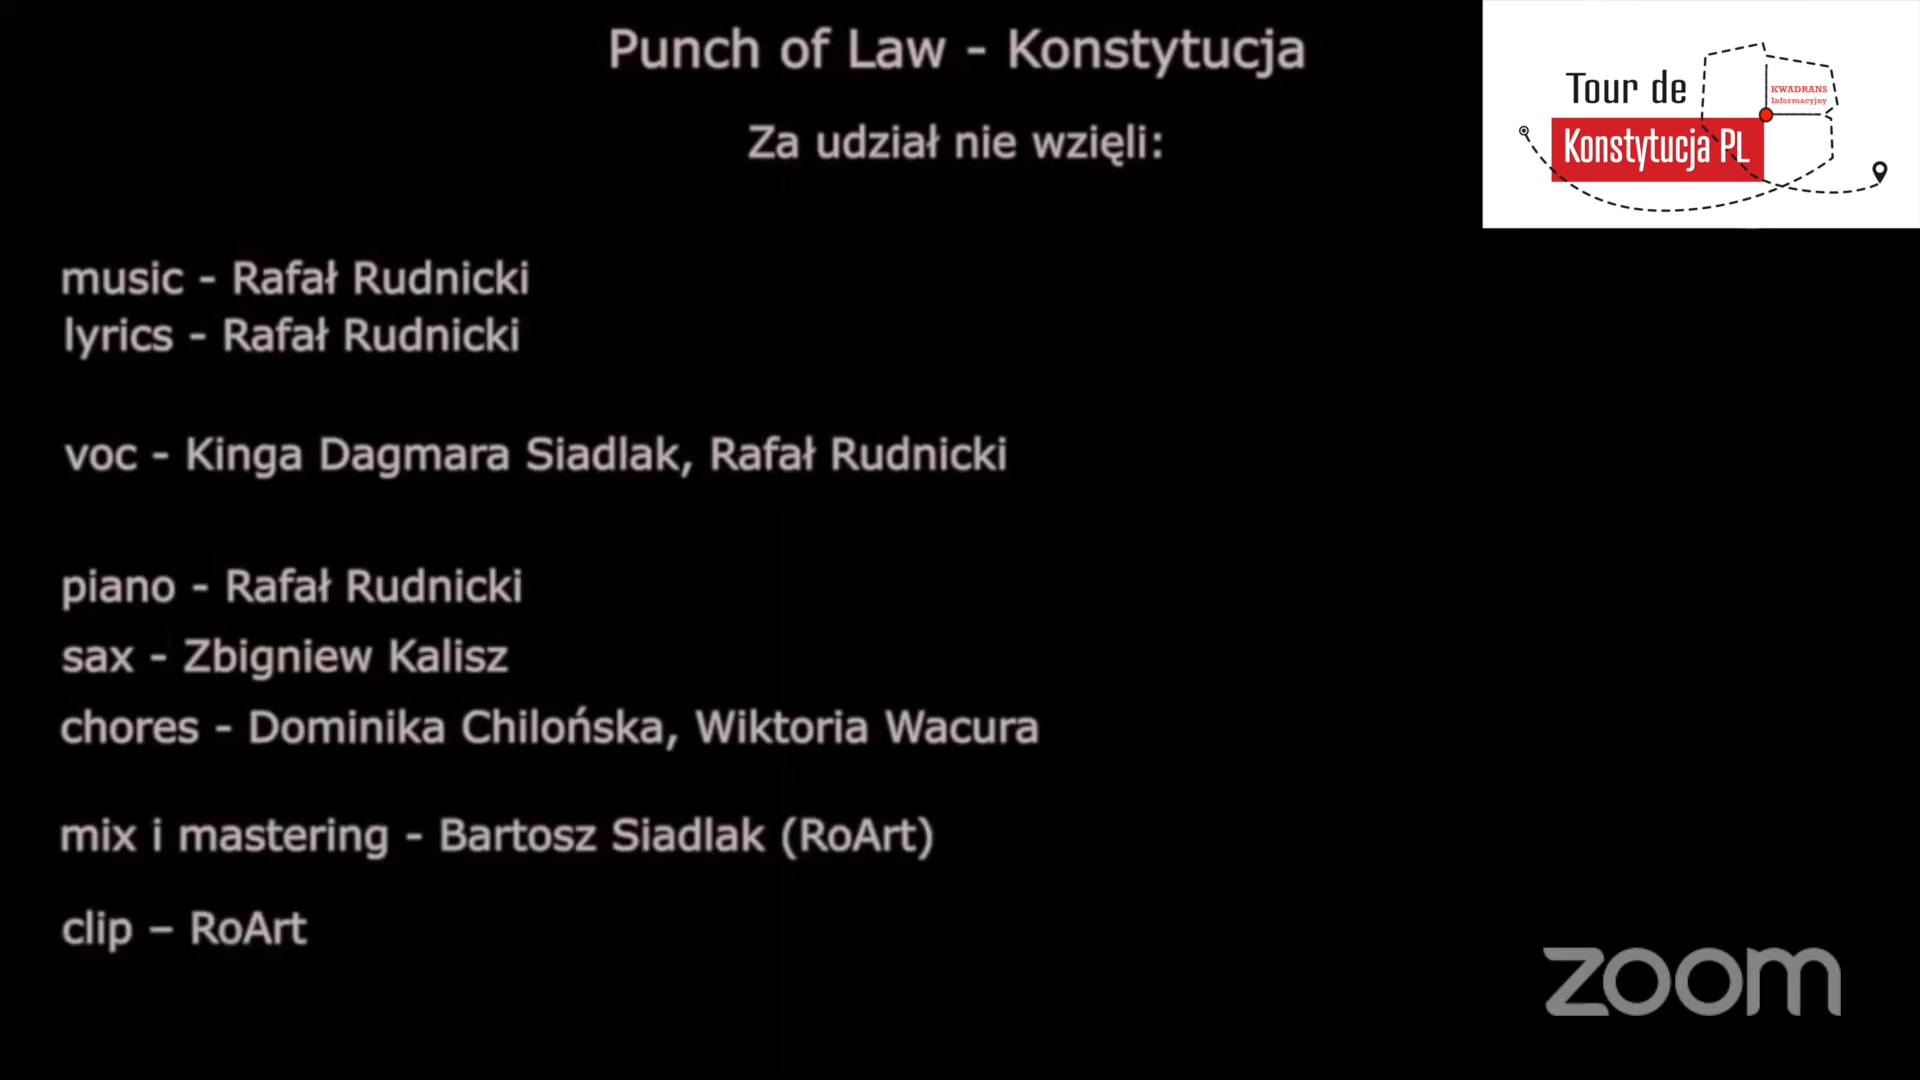 Punch of Law - Konstytucja
Za udział nie wzięli:
Tour de
KWADRANS
Informacyjny
Konstytucja PL
music - Rafał Rudnicki
lyrics - Rafał Rudnicki
voc - Kinga Dagmara Siadlak, Rafał Rudnicki
piano - Rafał Rudnicki
sax - Zbigniew Kalisz
chores - Dominika Chilońska, Wiktoria Wacura
mix i mastering - Bartosz Siadlak (RoArt)
clip – RoArt
zoom